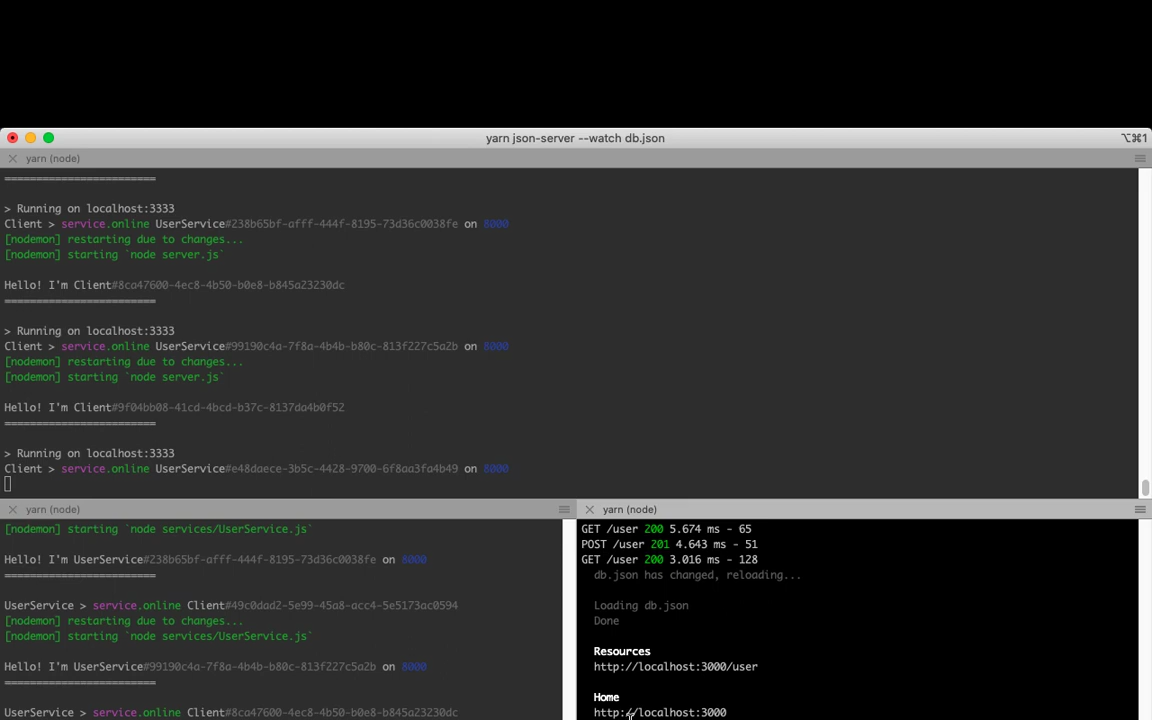 yarn json-server --watch db.json
⌥⌘1
yarn (node)
=========================
> Running on localhost:3333
Client > service.online UserService#238b65bf-afff-444f-8195-73d36c0038fe on 8000
[nodemon] restarting due to changes...
[nodemon] starting `node server.js`
Hello! I'm Client#8ca47600-4ec8-4b50-b0e8-b845a23230dc
=========================
> Running on localhost:3333
Client > service.online UserService#99190c4a-7f8a-4b4b-b80c-813f227c5a2b on 8000
[nodemon] restarting due to changes...
[nodemon] starting `node server.js`
Hello! I'm Client#9f04bb08-41cd-4bcd-b37c-8137da4b0f52
=========================
> Running on localhost:3333
Client > service.online UserService#e48daece-3b5c-4428-9700-6f8aa3fa4b49 on 8000
yarn (node)
[nodemon] starting `node services/UserService.js`
Hello! I'm UserService#238b65bf-afff-444f-8195-73d36c0038fe on 8000
=========================
UserService > service.online Client#49c0dad2-5e99-45a8-acc4-5e5173ac0594
[nodemon] restarting due to changes...
[nodemon] starting `node services/UserService.js`
Hello! I'm UserService#99190c4a-7f8a-4b4b-b80c-813f227c5a2b on 8000
=========================
UserService > service.online Client#8ca47600-4ec8-4b50-b0e8-b845a23230dc
yarn (node)
GET /user 200 5.674 ms - 65
POST /user 201 4.643 ms - 51
GET /user 200 3.016 ms - 128
db.json has changed, reloading...
Loading db.json
Done
Resources
http://localhost:3000/user
Home
http://localhost:3000